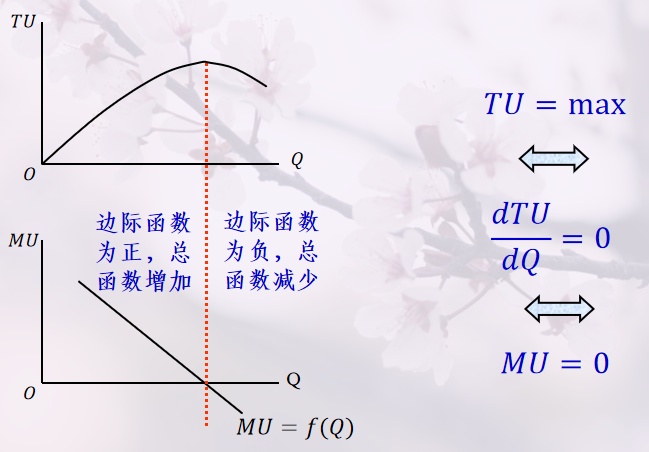 TU
Q
O
边际函数
为正，总
函数增加
边际函数
为负，总
函数减少
MU
Q
O
MU = f(Q)
TU = max
dTU
dQ
= 0
MU = 0